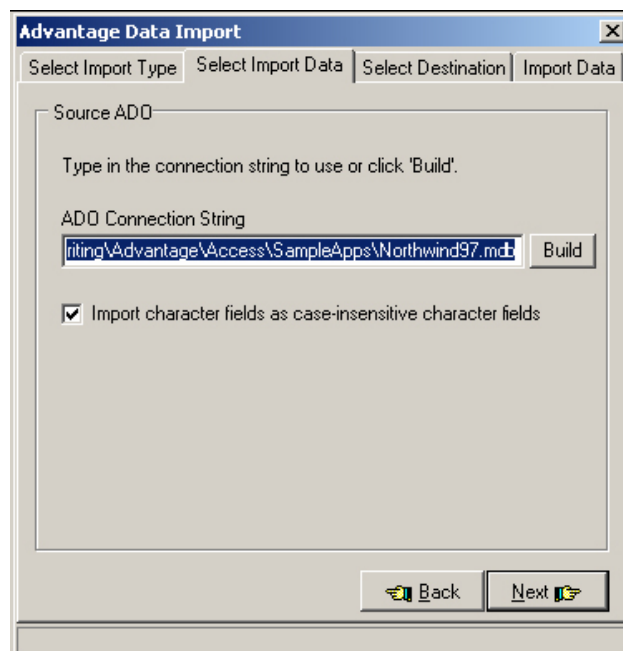 Advantage Data Import
Select Import Type Select Import Data Select Destination Import Data
Source ADO
Type in the connection string to use or click 'Build'.
ADO Connection String
riting\Advantage\Access\SampleApps\Northwind97.mdb Build
Import character fields as case-insensitive character fields
Back Next